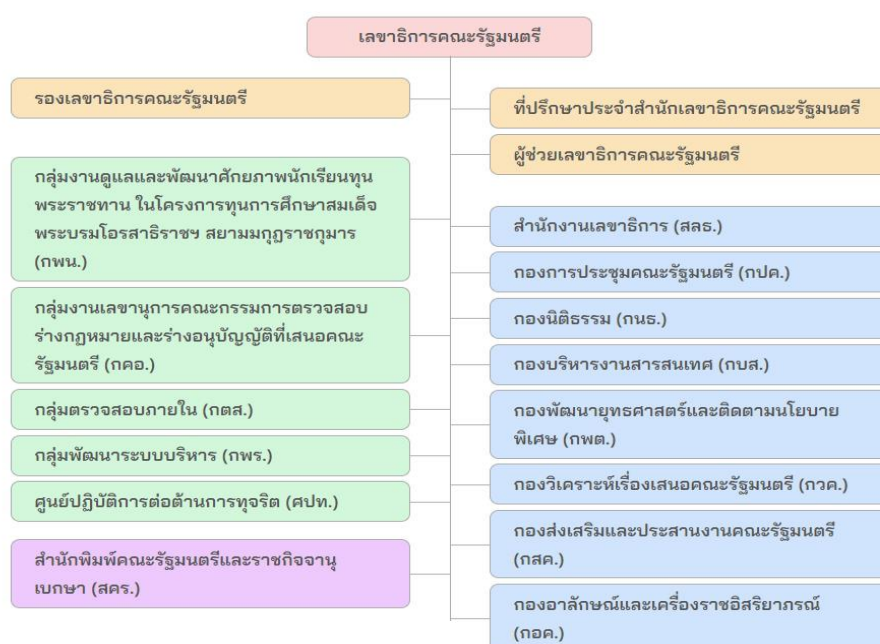 เลขาธิการคณะรัฐมนตรี
รองเลขาธิการคณะรัฐมนตรี
ที่ปรึกษาประจำสำนักเลขาธิการคณะรัฐมนตรี
ผู้ช่วยเลขาธิการคณะรัฐมนตรี
กลุ่มงานดูแลและพัฒนาศักยภาพนักเรียนทุน
พระราชทาน ในโครงการทุนการศึกษาสมเด็จ
พระบรมโอรสาธิราชฯ สยามมกุฎราชกุมาร
(กพน.)
กลุ่มงานเลขานุการคณะกรรมการตรวจสอบ
ร่างกฎหมายและร่างอนุบัญญัติที่เสนอคณะ
รัฐมนตรี (กคอ.)
กลุ่มตรวจสอบภายใน (กตส.)
กลุ่มพัฒนาระบบบริหาร (กพร.)
ศูนย์ปฏิบัติการต่อต้านการทุจริต (ศปท.)
สำนักพิมพ์คณะรัฐมนตรีและราชกิจจานุ
เบกษา (สคร.)
สำนักงานเลขาธิการ (สลธ.)
กองการประชุมคณะรัฐมนตรี (กปค.)
กองนิติธรรม (กนธ.)
กองบริหารงานสารสนเทศ (กบส.)
กองพัฒนายุทธศาสตร์และติดตามนโยบาย
พิเศษ (กพต.)
กองวิเคราะห์เรื่องเสนอคณะรัฐมนตรี (กวค.)
กองส่งเสริมและประสานงานคณะรัฐมนตรี
(กสค.)
กองอาลักษณ์และเครื่องราชอิสริยาภรณ์
(กอค.)